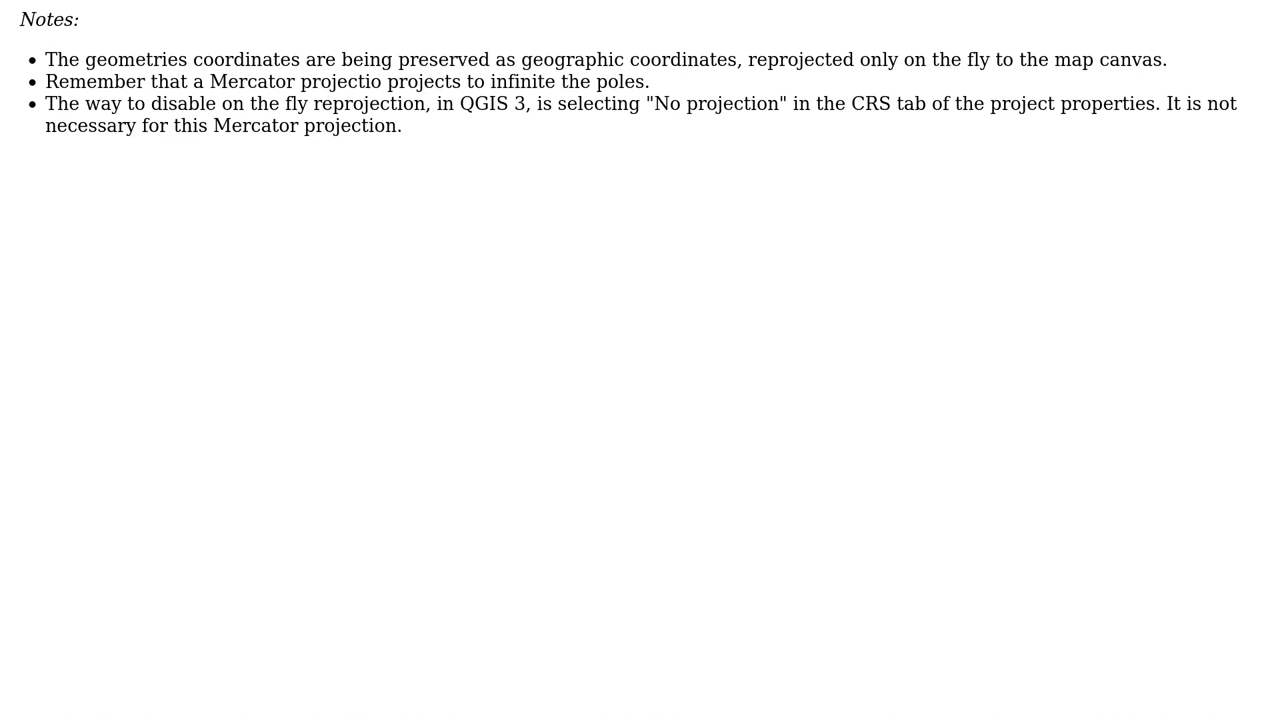 Notes:
The geometries coordinates are being preserved as geographic coordinates, reprojected only on the fly to the map canvas.
Remember that a Mercator projectio projects to infinite the poles.
The way to disable on the fly reprojection, in QGIS 3, is selecting "No projection" in the CRS tab of the project properties. It is not
necessary for this Mercator projection.